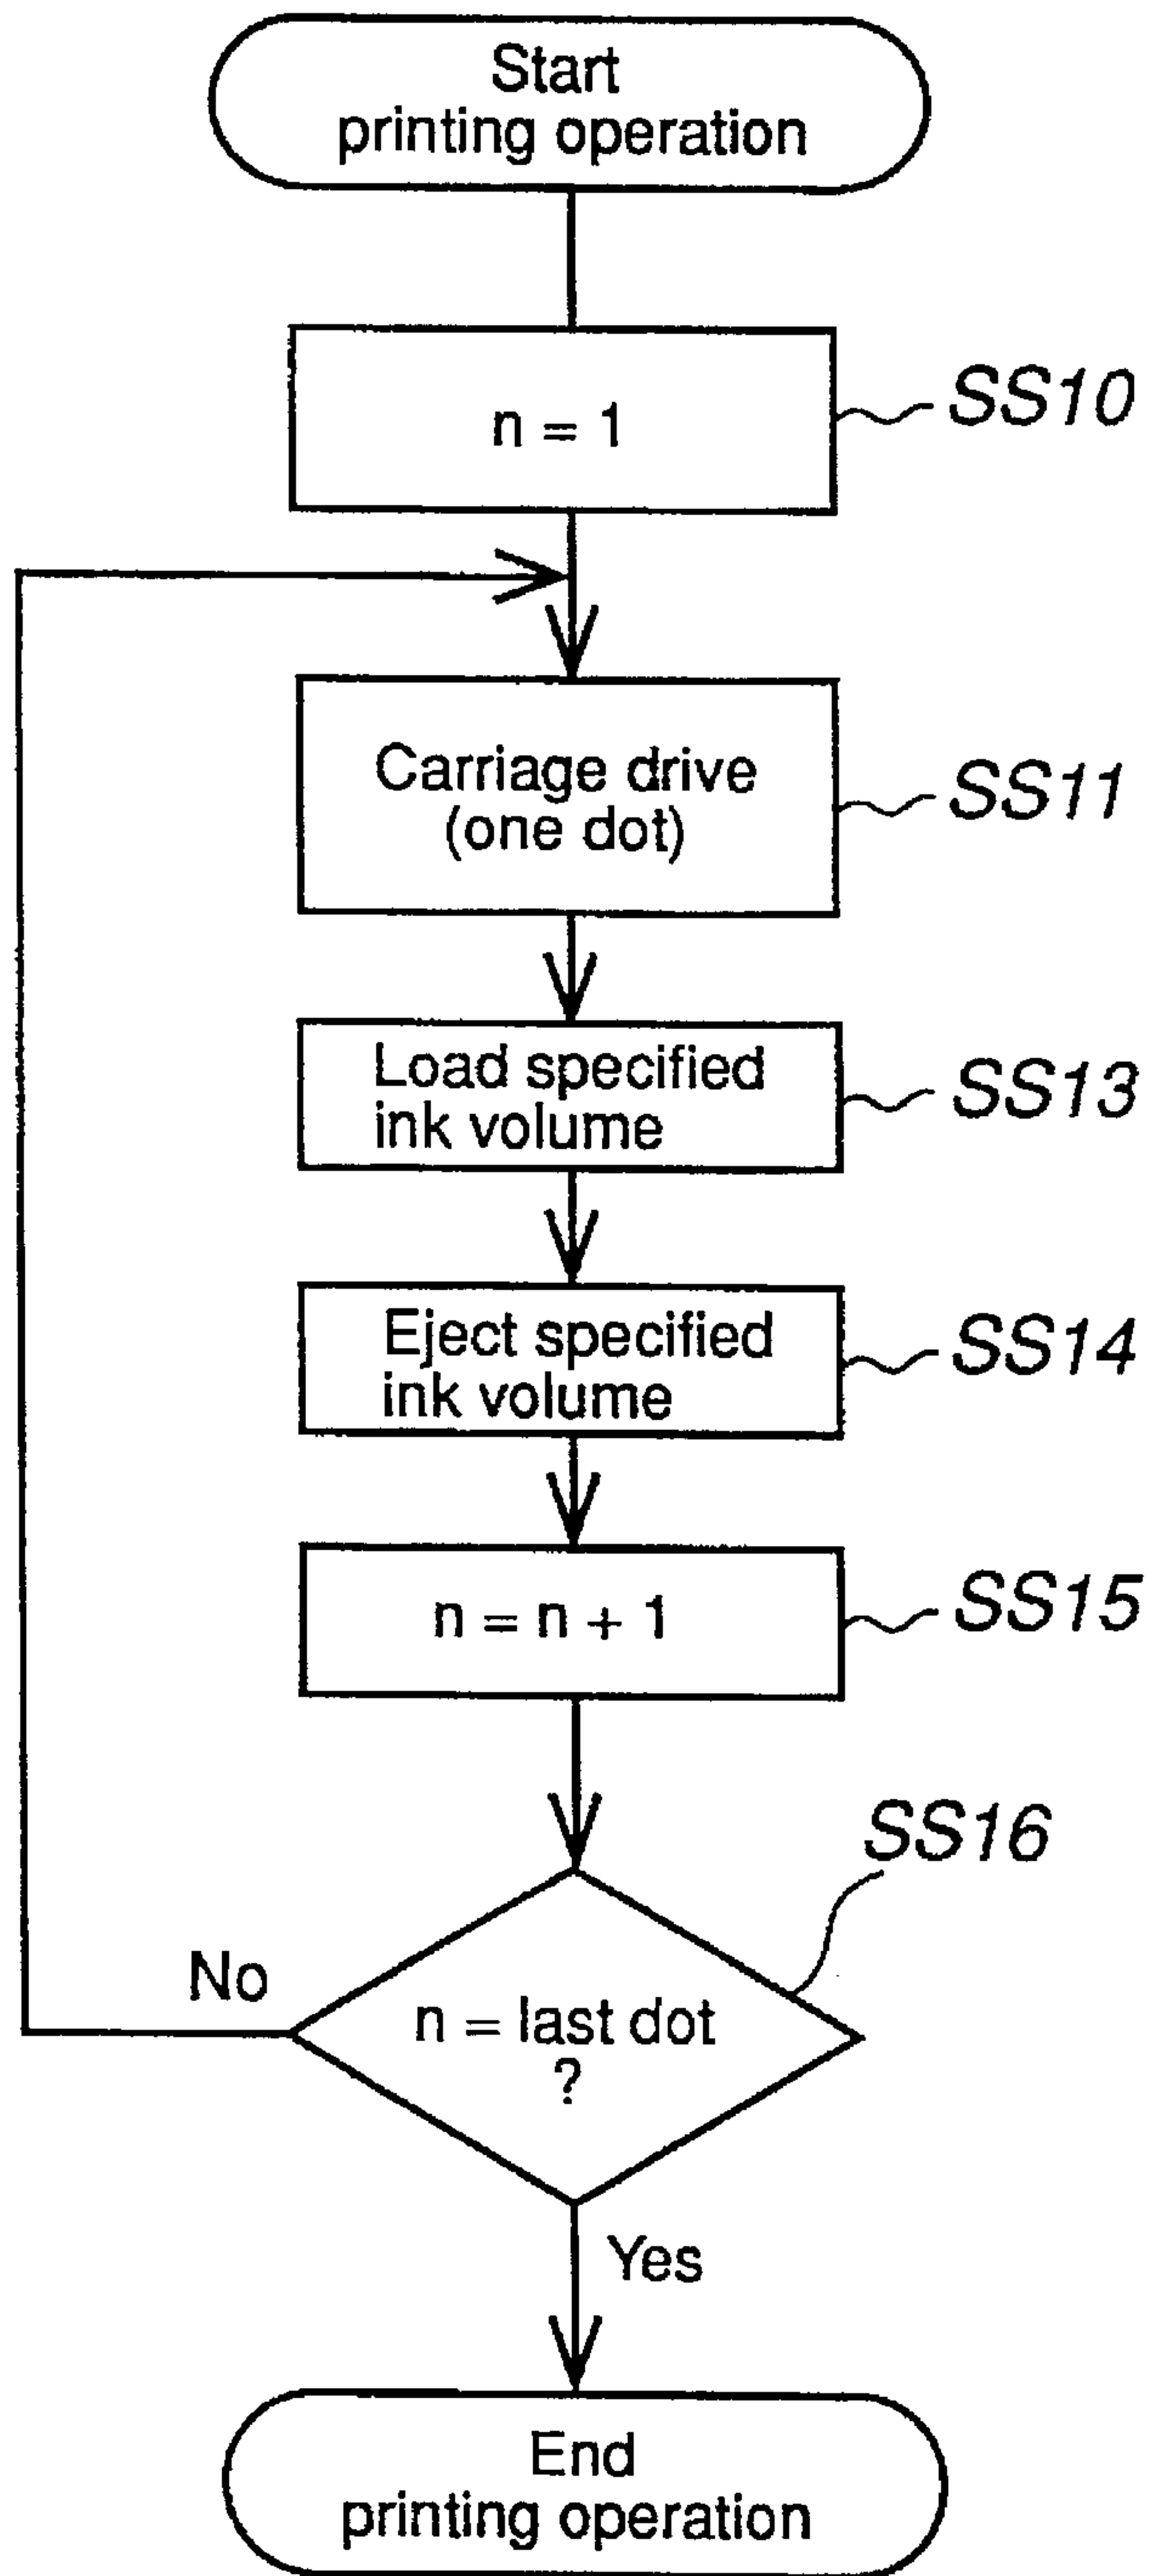 Start
printing operation
n = 1
SS10
Carriage drive
(one dot)
SS11
Load specified
ink volume
SS13
Eject specified
ink volume
SS14
n = n + 1
SS15
SS16
No
n = last dot
?
Yes
End
printing operation